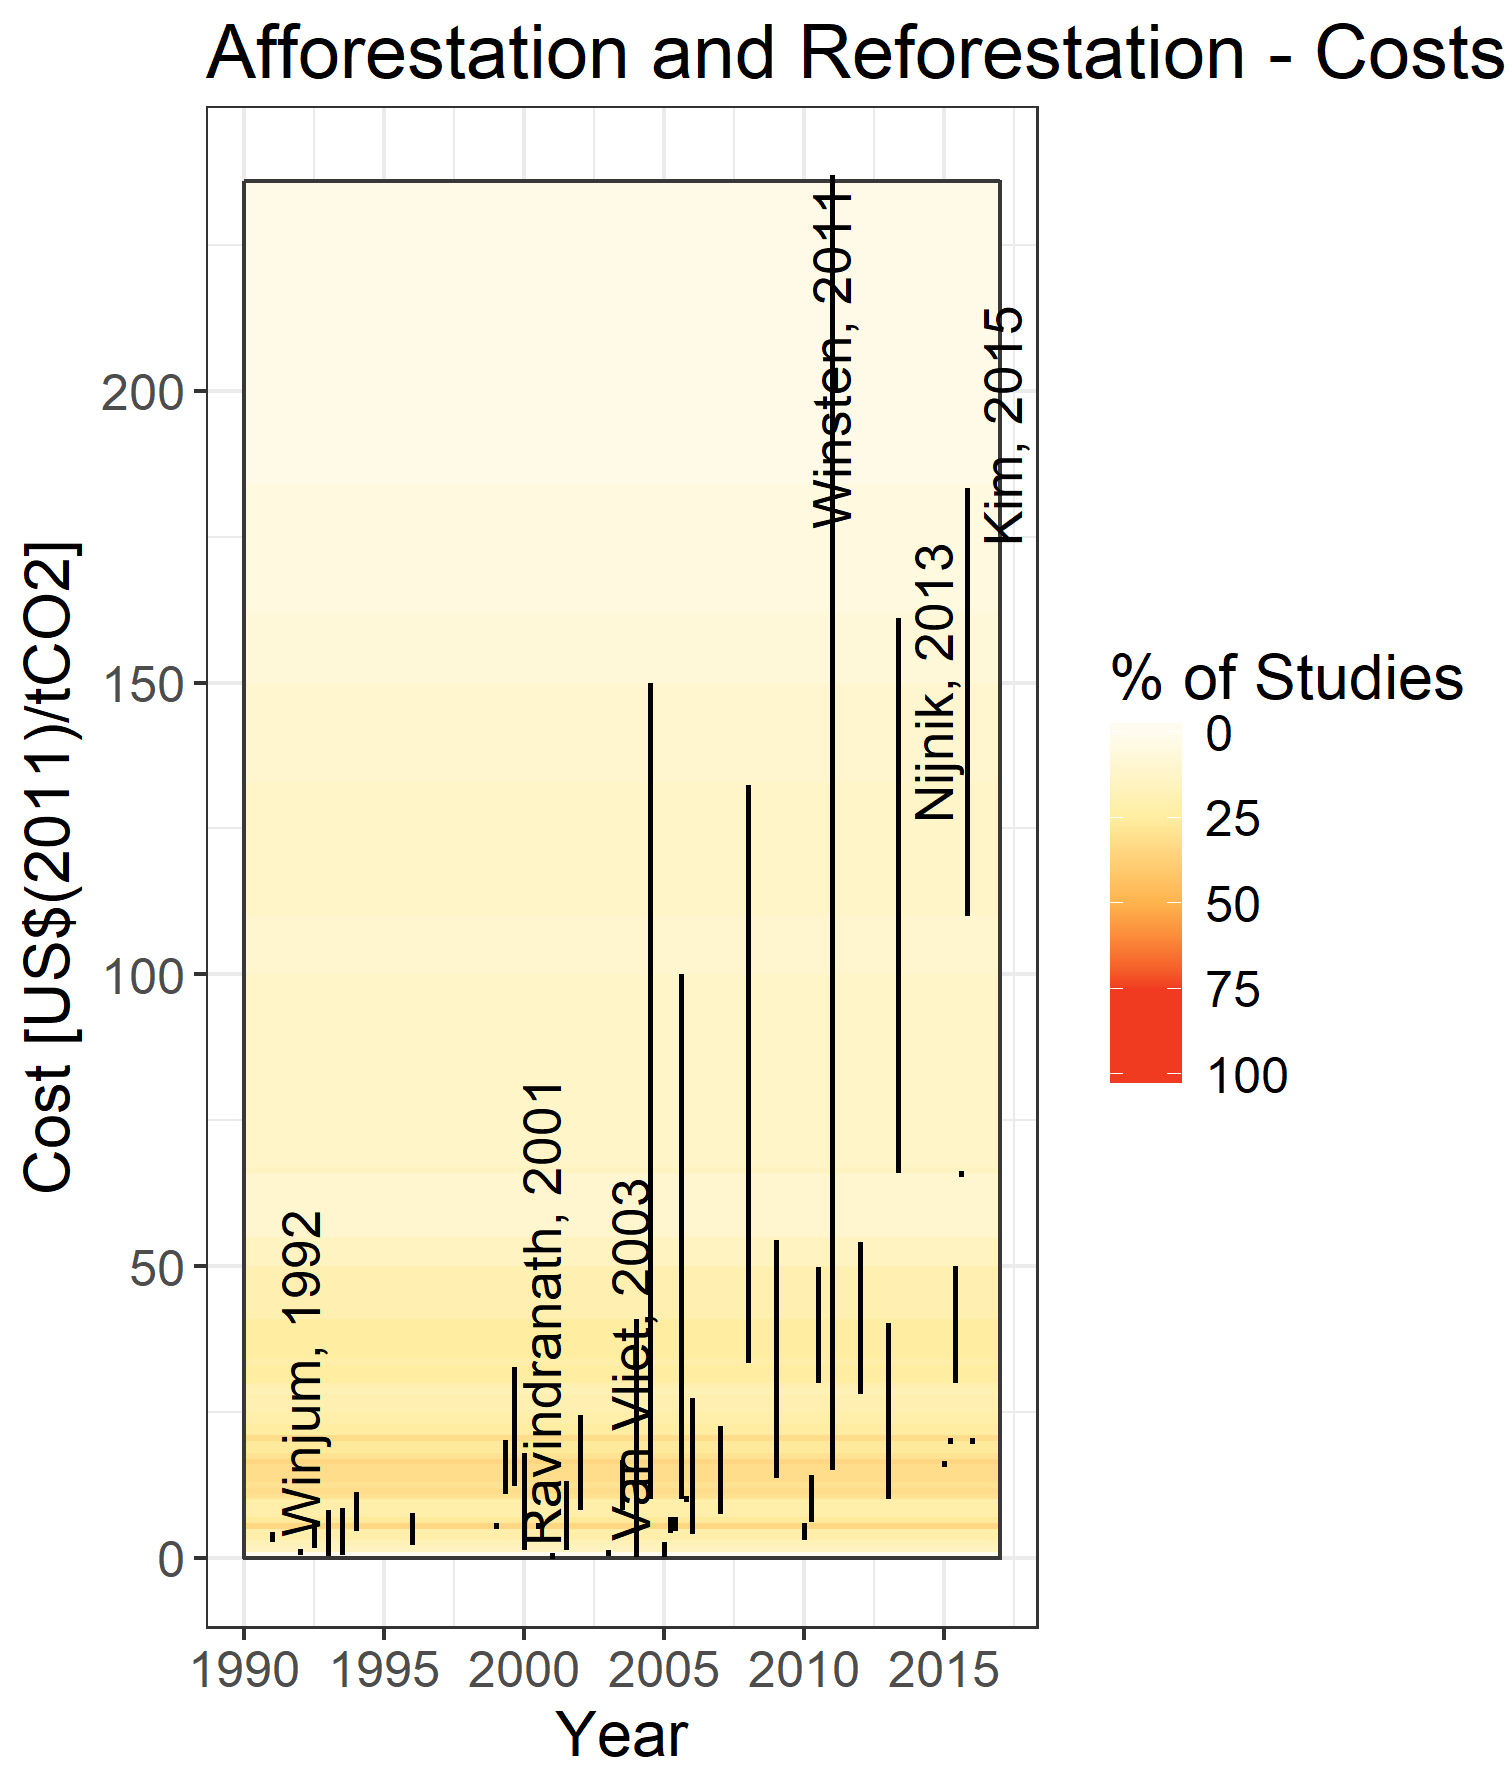 Afforestation and Reforestation - Costs
Cost [US$(2011)/tCO2]
200
150
100
50
0
Winjum, 1992
Ravindranath, 2001
Van Vliet, 2003
Winsten, 2011
Nijnik, 2013
Kim, 2015
1990 1995 2000 2005 2010 2015
Year
% of Studies
0
25
50
75
100